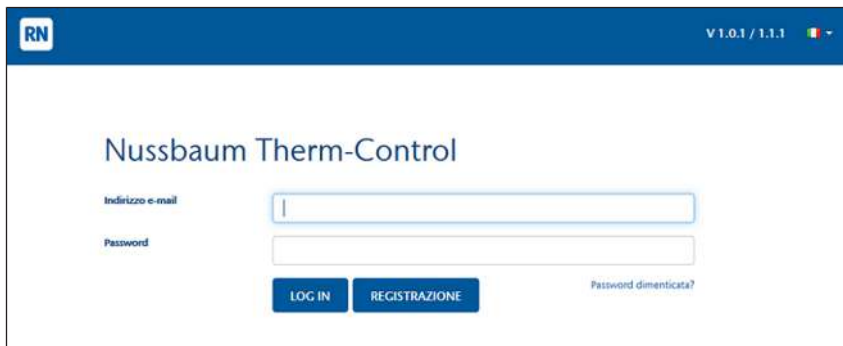 RN
V 1.0.1 / 1.1.1
Nussbaum Therm-Control
Indirizzo e-mail
Password
LOG IN
REGISTRAZIONE
Password dimenticata?